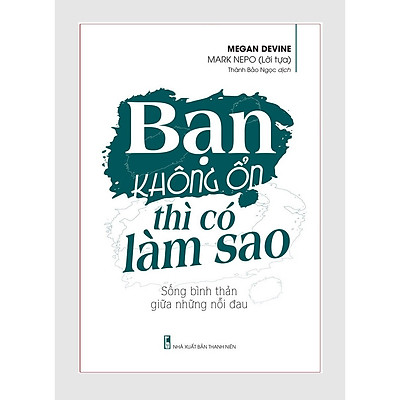 MEGAN DEVINE
MARK NEPO (Lời tựa)
Thánh Bảo Ngọc dịch
Bạn
KHÔNG ỔN
thì có
làm sao
Sống bình thản
giữa những nỗi đau
NHÀ XUẤT BẢN THANH NIÊN